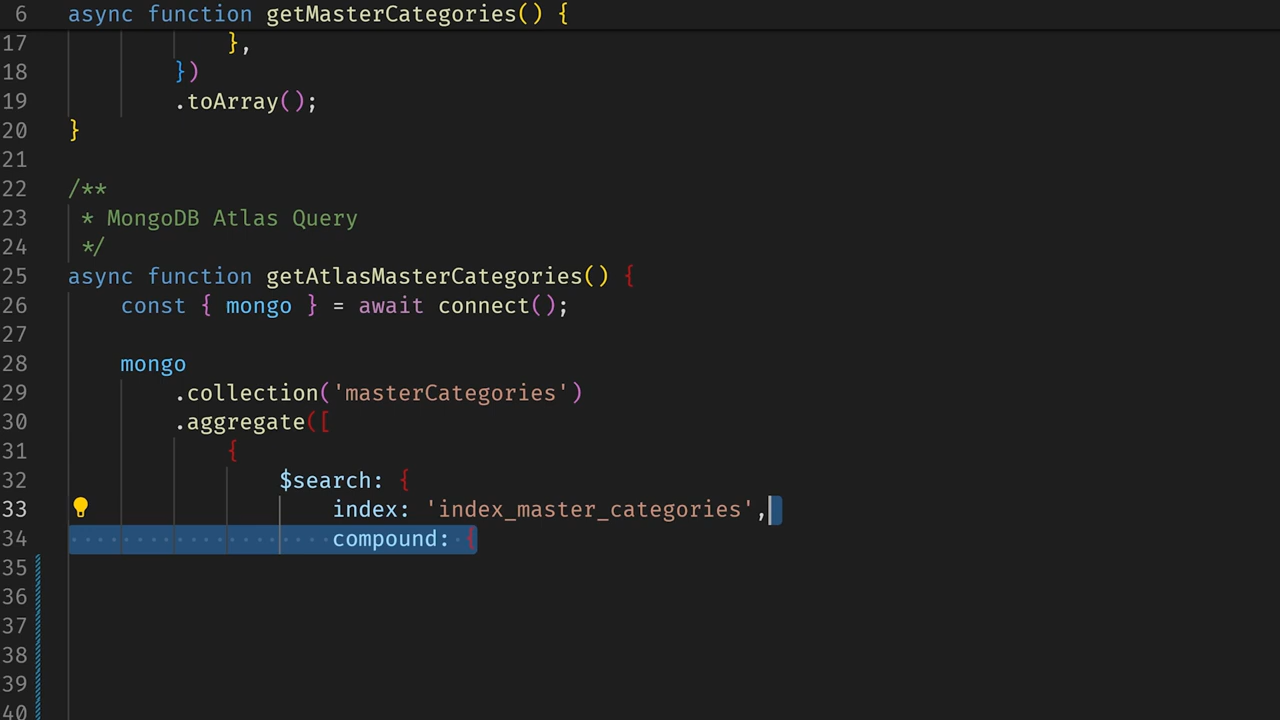 6 async function getMasterCategories() {
17 },
18 })
19 .toArray();
20 }
21
22 /**
23 * MongoDB Atlas Query
24 */
25 async function getAtlasMasterCategories() {
26 const { mongo } = await connect();
27
28 mongo
29 .collection('masterCategories')
30 .aggregate([
31 {
32 $search: {
33 index: 'index_master_categories',
34 compound: {
35
36
37
38
39
40